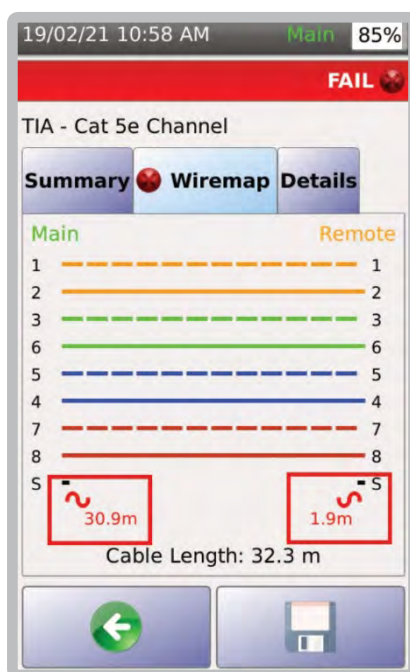 19/02/21 10:58 AM Main 85%
FAIL
TIA - Cat 5e Channel
Summary Wiremap Details
Main Remote
1 1
2 2
3 3
6 6
5 5
4 4
7 7
8 8
S S
30.9m 1.9m
Cable Length: 32.3 m